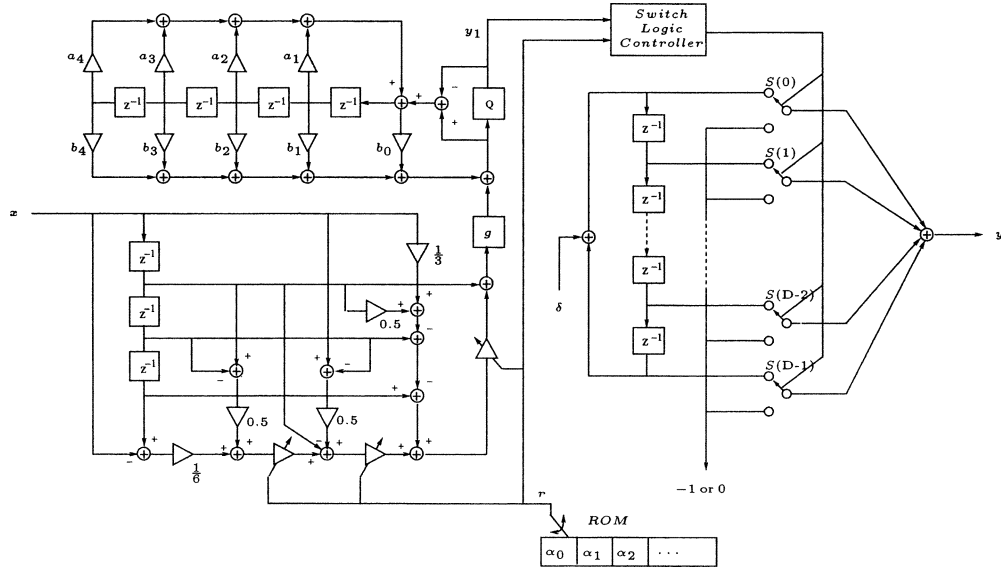 Switch
Logic
Controller
y₁
a₄ a₃ a₂ a₁
+
−
+
+
z⁻¹ z⁻¹ z⁻¹ z⁻¹
Q
b₄ b₃ b₂ b₁ b₀
S(0)
z⁻¹
S(1)
z⁻¹
x
g
z⁻¹
1/3
y
z⁻¹
δ
z⁻¹
+ +
0.5
−
S(D-2)
z⁻¹
z⁻¹
+ − + −
−
S(D-1)
0.5 0.5
+
− + + + + − + + +
1/6
−1 or 0
r
ROM
α₀ α₁ α₂ · · ·